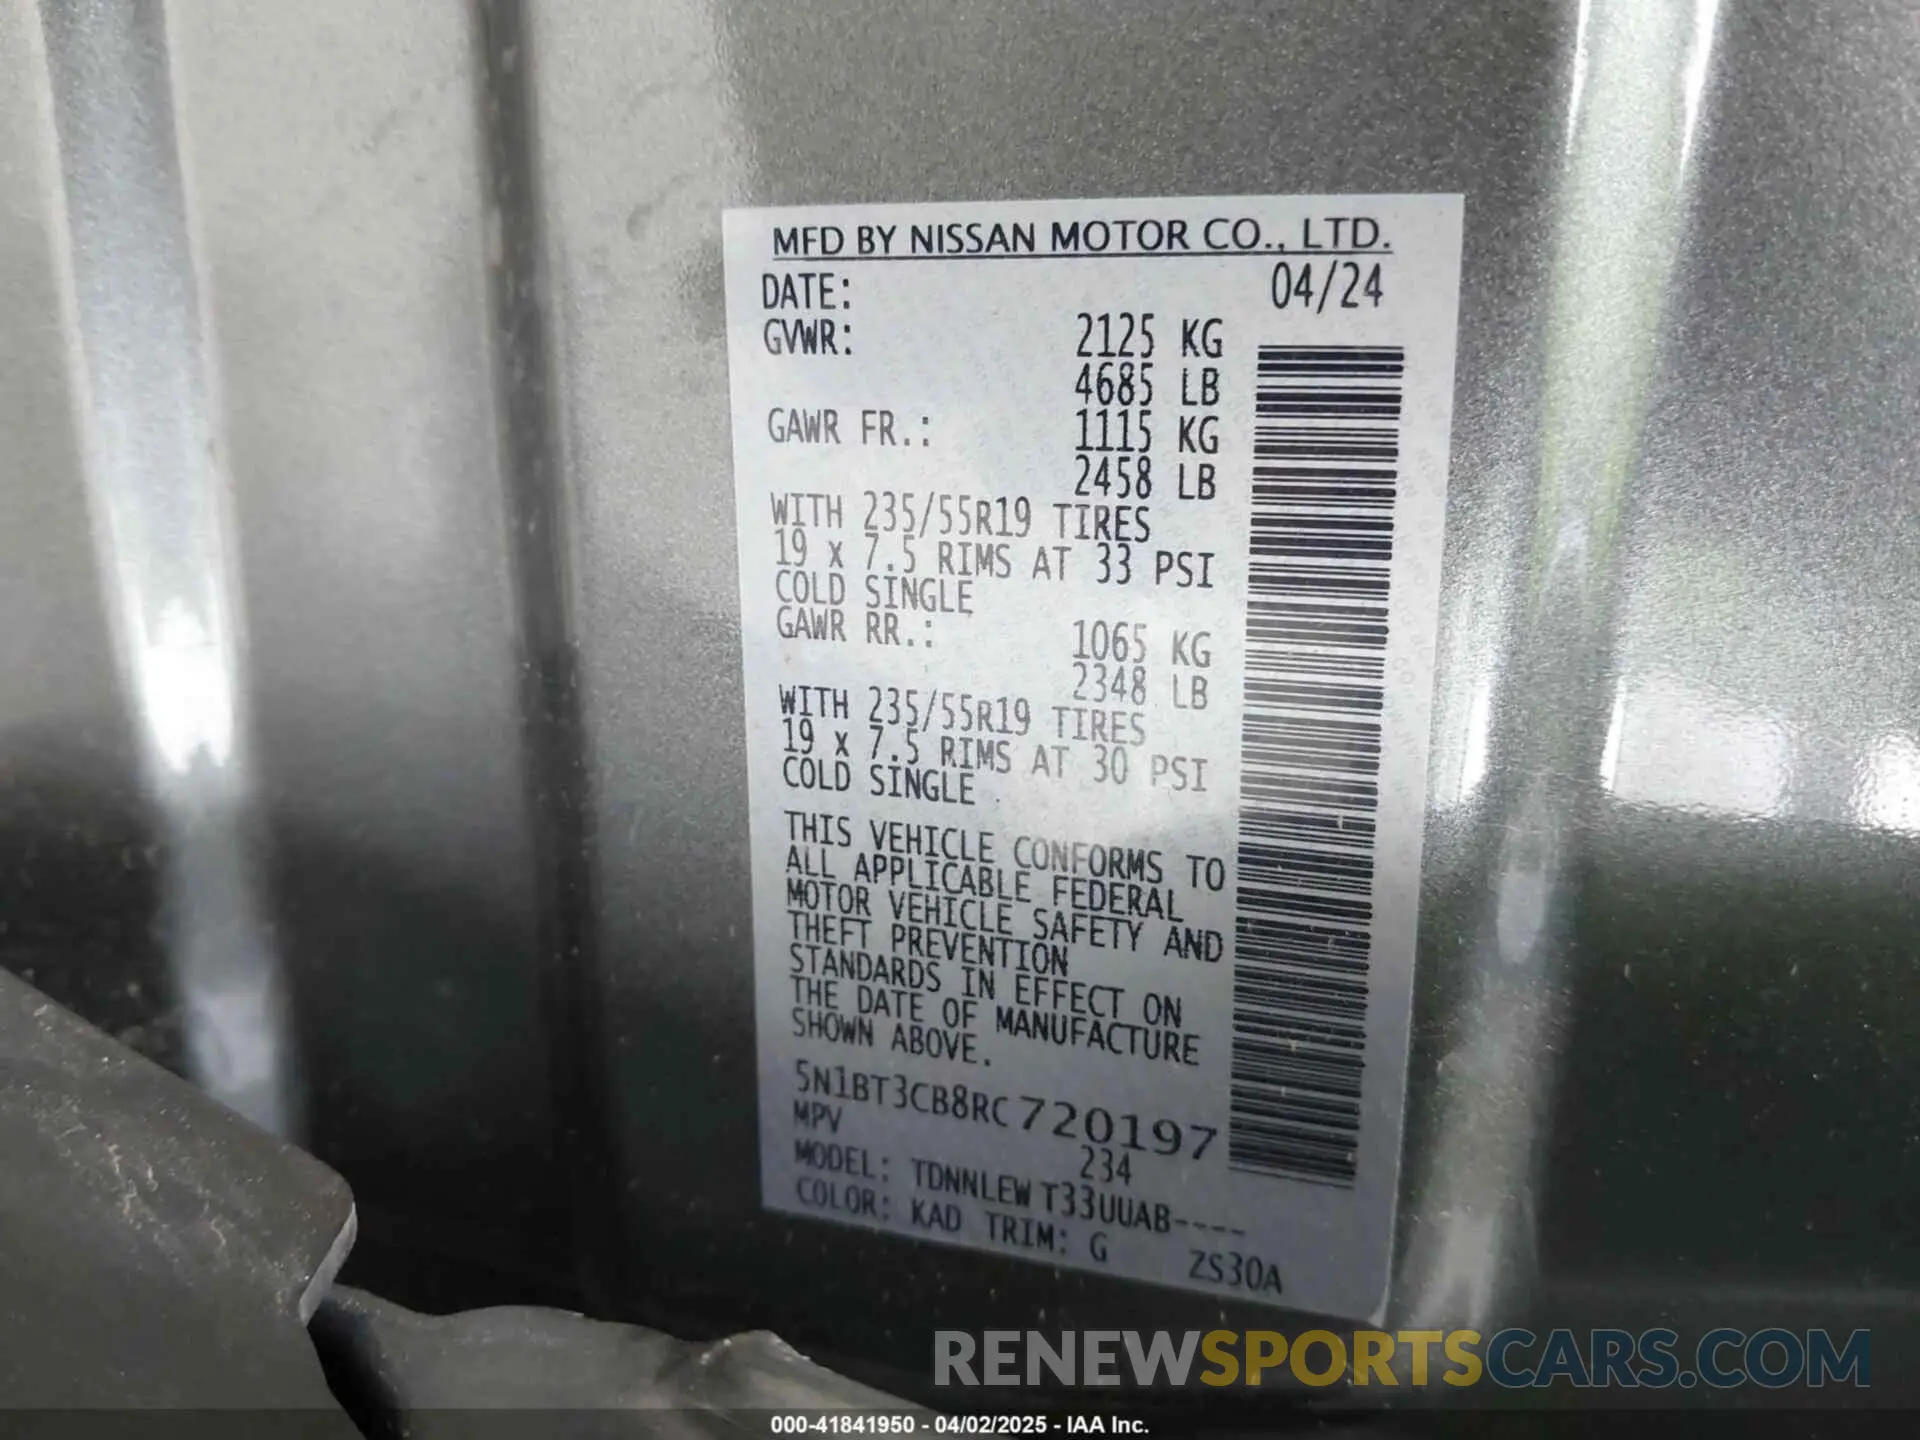 MFD BY NISSAN MOTOR CO., LTD.
DATE: 04/24
GVWR: 2125 KG
4685 LB
GAWR FR.: 1115 KG
2458 LB
WITH 235/55R19 TIRES
19 x 7.5 RIMS AT 33 PSI
COLD SINGLE
GAWR RR.: 1065 KG
2348 LB
WITH 235/55R19 TIRES
19 x 7.5 RIMS AT 30 PSI
COLD SINGLE
THIS VEHICLE CONFORMS TO
ALL APPLICABLE FEDERAL
MOTOR VEHICLE SAFETY AND
THEFT PREVENTION
STANDARDS IN EFFECT ON
THE DATE OF MANUFACTURE
SHOWN ABOVE.
5N1BT3CB8RC720197
MPV 234
MODEL: TDNNLEW T33UUAB----
COLOR: KAD TRIM: G ZS30A
RENEWSPORTSCARS.COM
000-41841950 - 04/02/2025 - IAA Inc.